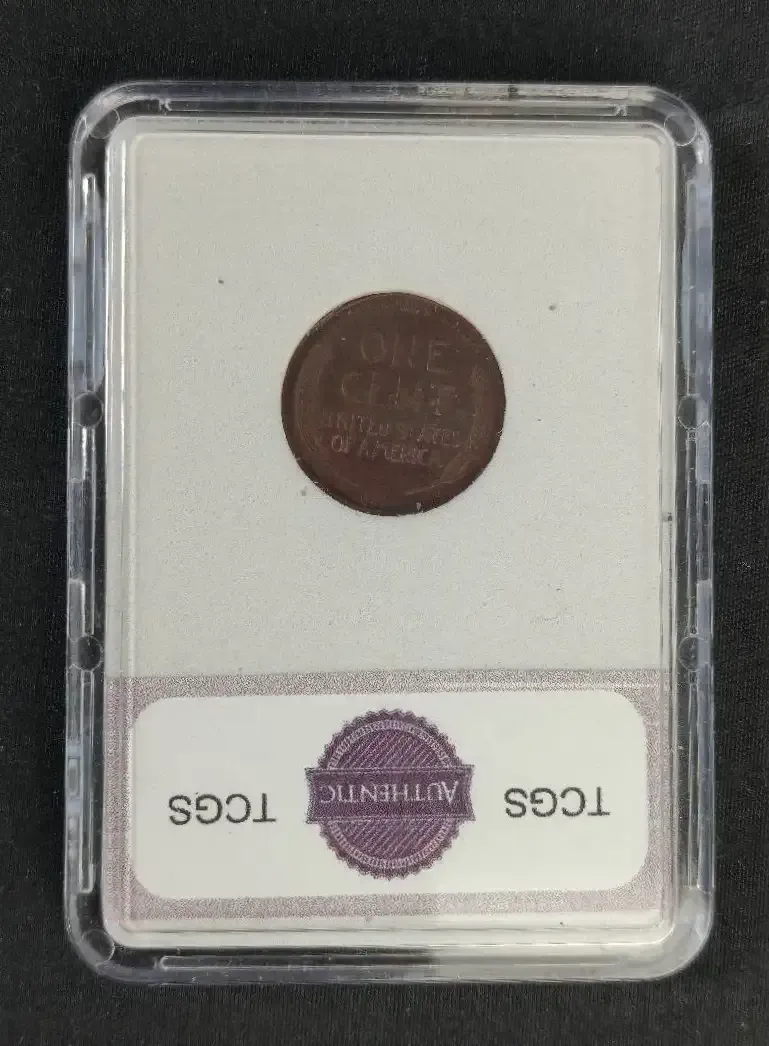 ONE
CENT
UNITED STATES
OF AMERICA
TCGS AUTHENTIC TCGS